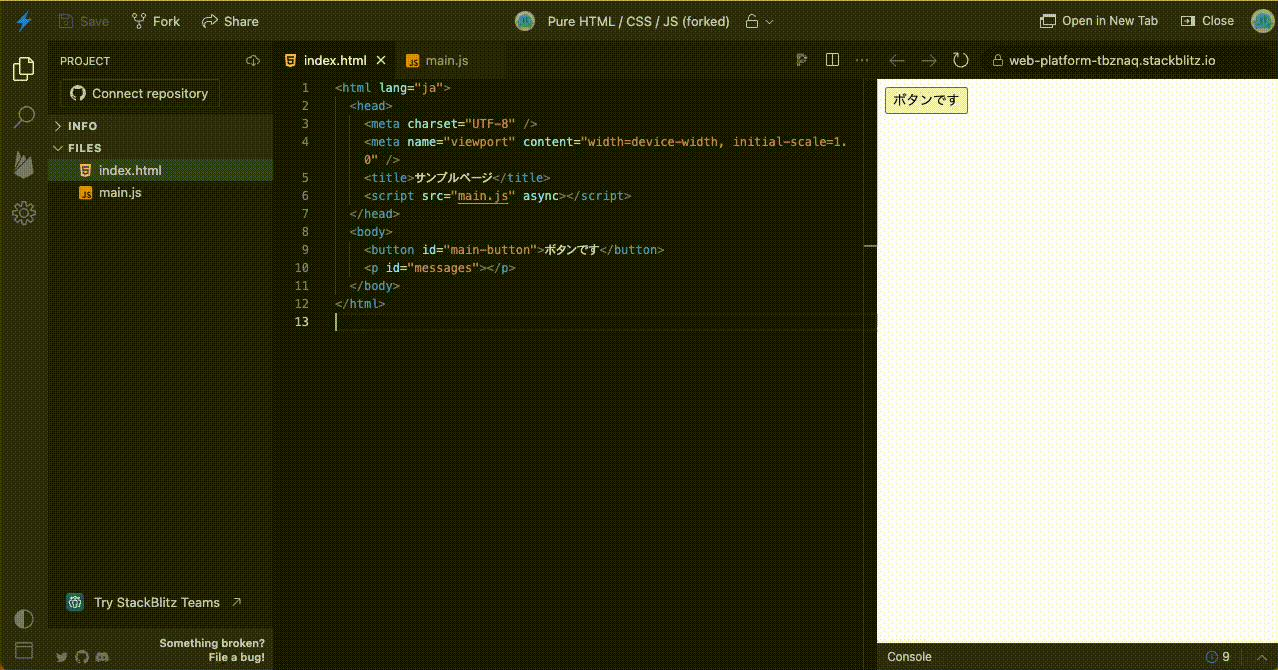 Save Fork Share Pure HTML / CSS / JS (forked) Open in New Tab Close
PROJECT
Connect repository
INFO
FILES
index.html
main.js
Try StackBlitz Teams
Something broken?
File a bug!
index.html main.js
1 <html lang="ja">
2 <head>
3 <meta charset="UTF-8" />
4 <meta name="viewport" content="width=device-width, initial-scale=1.
0" />
5 <title>サンプルページ</title>
6 <script src="main.js" async></script>
7 </head>
8 <body>
9 <button id="main-button">ボタンです</button>
10 <p id="messages"></p>
11 </body>
12 </html>
13
web-platform-tbznaq.stackblitz.io
ボタンです
Console 9